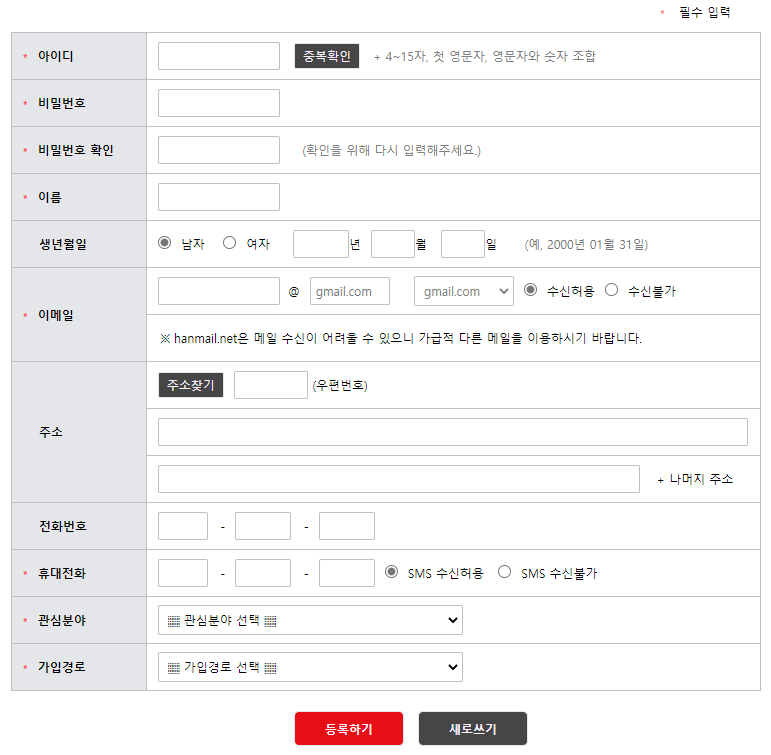 * 필수 입력
* 아이디 중복확인 + 4~15자, 첫 영문자, 영문자와 숫자 조합
* 비밀번호
* 비밀번호 확인 (확인을 위해 다시 입력해주세요.)
* 이름
생년월일 남자 여자 년 월 일 (예, 2000년 01월 31일)
* 이메일 @ gmail.com gmail.com 수신허용 수신불가
※ hanmail.net은 메일 수신이 어려울 수 있으니 가급적 다른 메일을 이용하시기 바랍니다.
주소찾기 (우편번호)
주소
+ 나머지 주소
전화번호 - -
* 휴대전화 - - SMS 수신허용 SMS 수신불가
* 관심분야 ▦ 관심분야 선택 ▦
* 가입경로 ▦ 가입경로 선택 ▦
등록하기 새로쓰기